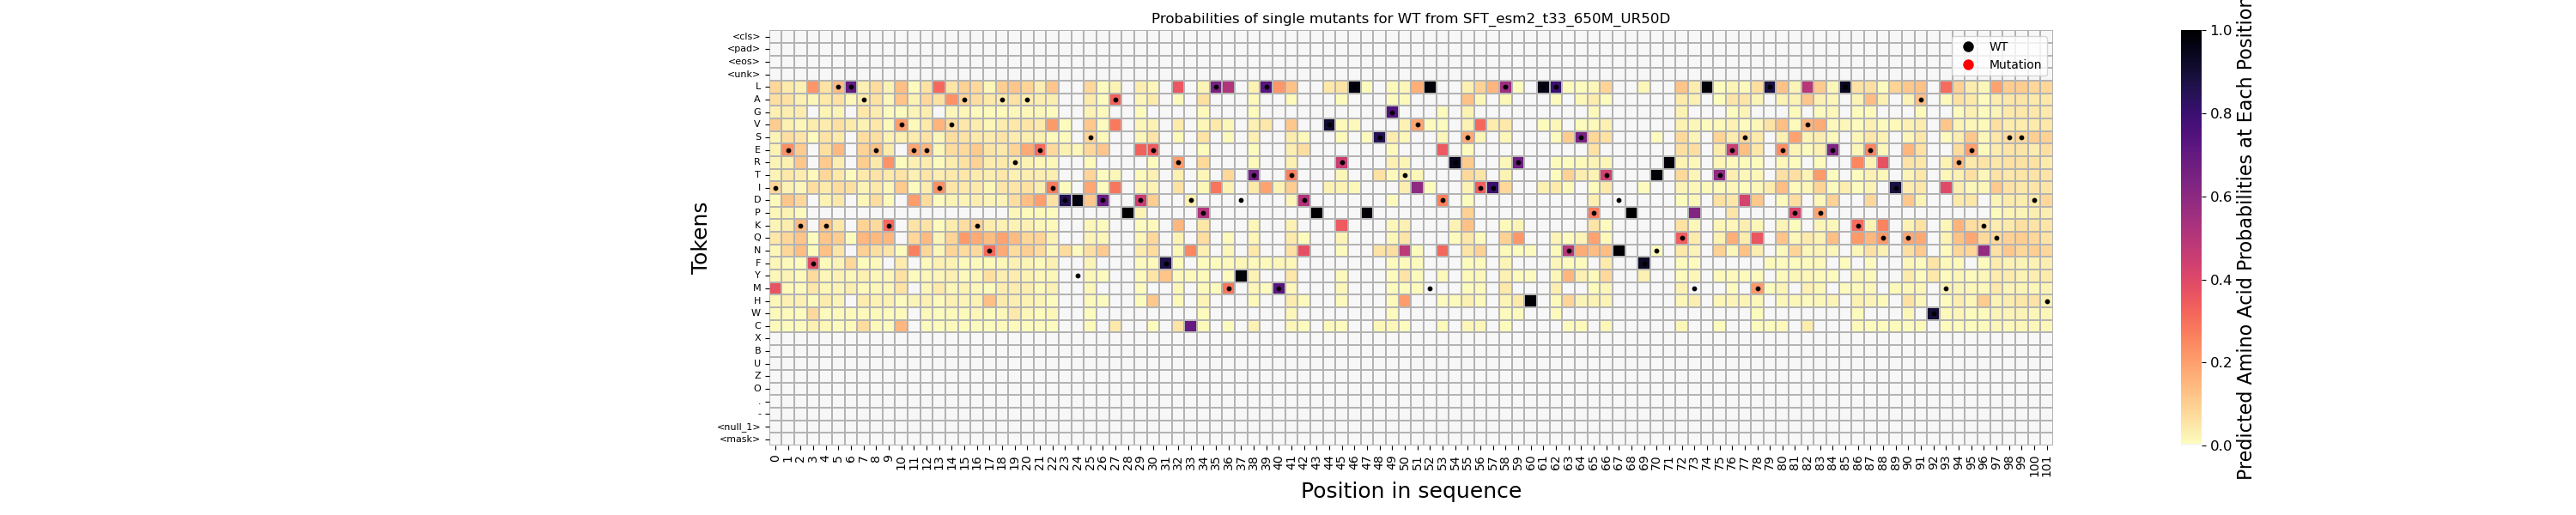 Probabilities of single mutants for WT from SFT_esm2_t33_650M_UR50D
<cls>
<pad>
<eos>
<unk>
L
A
G
V
S
E
R
T
I
D
P
K
Q
N
F
Y
M
H
W
C
X
B
U
Z
O
.
-
<null_1>
<mask>
Tokens
WT
Mutation
0 1 2 3 4 5 6 7 8 9 10 11 12 13 14 15 16 17 18 19 20 21 22 23 24 25 26 27 28 29 30 31 32 33 34 35 36 37 38 39 40 41 42 43 44 45 46 47 48 49 50 51 52 53 54 55 56 57 58 59 60 61 62 63 64 65 66 67 68 69 70 71 72 73 74 75 76 77 78 79 80 81 82 83 84 85 86 87 88 89 90 91 92 93 94 95 96 97 98 99 100 101
Position in sequence
1.0
0.8
0.6
0.4
0.2
0.0
Predicted Amino Acid Probabilities at Each Position